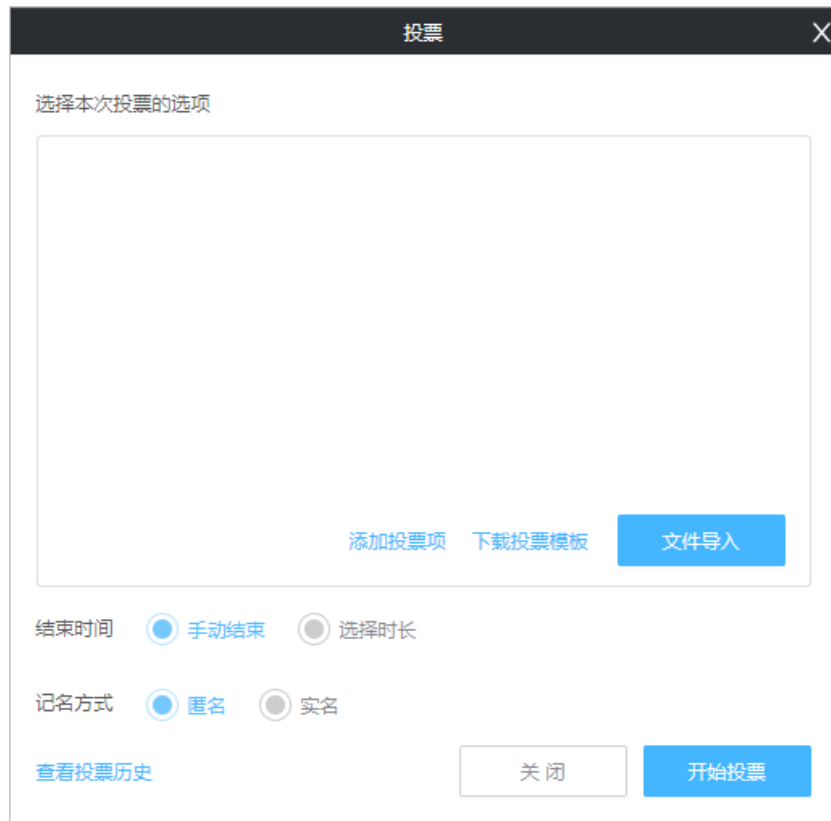 投票
选择本次投票的选项
添加投票项 下载投票模板 文件导入
结束时间 手动结束 选择时长
记名方式 匿名 实名
查看投票历史 关闭 开始投票